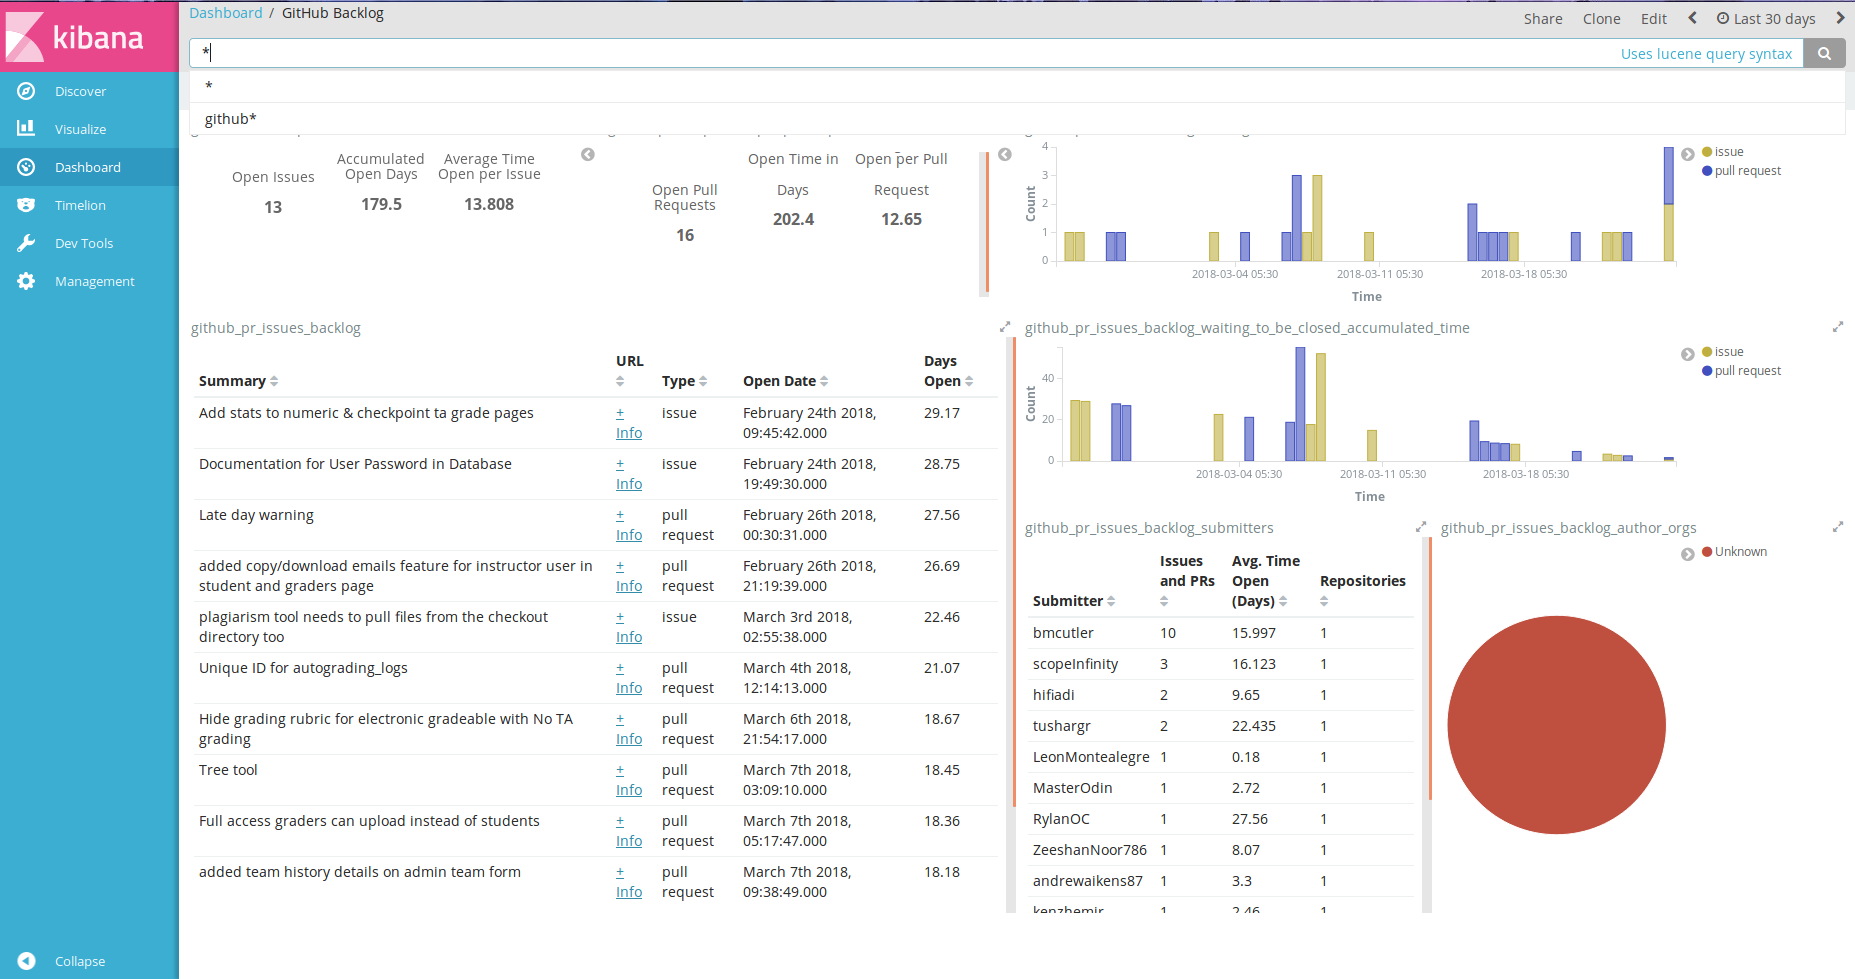 Dashboard / GitHub Backlog
Share Clone Edit Last 30 days
kibana
*
Uses lucene query syntax
*
github*
Discover
Visualize
Dashboard
Timelion
Dev Tools
Management
Collapse
Open Issues
13
Accumulated
Open Days
179.5
Average Time
Open per Issue
13.808
Open Pull
Requests
16
Open Time in
Days
202.4
Open per Pull
Request
12.65
Count
4
3
2
1
0
2018-03-04 05:30 2018-03-11 05:30 2018-03-18 05:30
Time
issue
pull request
github_pr_issues_backlog
Summary URL Type Open Date Days Open
Add stats to numeric & checkpoint ta grade pages + Info issue February 24th 2018, 09:45:42.000 29.17
Documentation for User Password in Database + Info issue February 24th 2018, 19:49:30.000 28.75
Late day warning + Info pull request February 26th 2018, 00:30:31.000 27.56
added copy/download emails feature for instructor user in student and graders page + Info pull request February 26th 2018, 21:19:39.000 26.69
plagiarism tool needs to pull files from the checkout directory too + Info issue March 3rd 2018, 02:55:38.000 22.46
Unique ID for autograding_logs + Info pull request March 4th 2018, 12:14:13.000 21.07
Hide grading rubric for electronic gradeable with No TA grading + Info pull request March 6th 2018, 21:54:17.000 18.67
Tree tool + Info pull request March 7th 2018, 03:09:10.000 18.45
Full access graders can upload instead of students + Info pull request March 7th 2018, 05:17:47.000 18.36
added team history details on admin team form + Info pull request March 7th 2018, 09:38:49.000 18.18
github_pr_issues_backlog_waiting_to_be_closed_accumulated_time
Count
40
20
0
2018-03-04 05:30 2018-03-11 05:30 2018-03-18 05:30
Time
issue
pull request
github_pr_issues_backlog_submitters
Submitter Issues and PRs Avg. Time Open (Days) Repositories
bmcutler 10 15.997 1
scopeInfinity 3 16.123 1
hifiadi 2 9.65 1
tushargr 2 22.435 1
LeonMontealegre 1 0.18 1
MasterOdin 1 2.72 1
RylanOC 1 27.56 1
ZeeshanNoor786 1 8.07 1
andrewaikens87 1 3.3 1
kenzhemir 1 2.46 1
github_pr_issues_backlog_author_orgs
Unknown